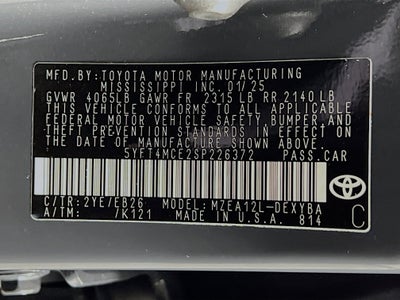 MFD.BY:TOYOTA MOTOR MANUFACTURING
MISSISSIPPI INC. 01/25
GVWR 4065LB GAWR FR 2315 LB RR 2140 LB
THIS VEHICLE CONFORMS TO ALL APPLICABLE
FEDERAL MOTOR VEHICLE SAFETY, BUMPER, AND
THEFT PREVENTION STANDARDS IN EFFECT ON
THE DATE OF MANUFACTURE SHOWN ABOVE.
5YFT4MCE2SP226372 PASS.CAR
C/TR:2YE/EB26 MODEL:MZEA12L-DEXYBA
A/TM: /K121 MADE IN U.S.A. 814
TOYOTA
C